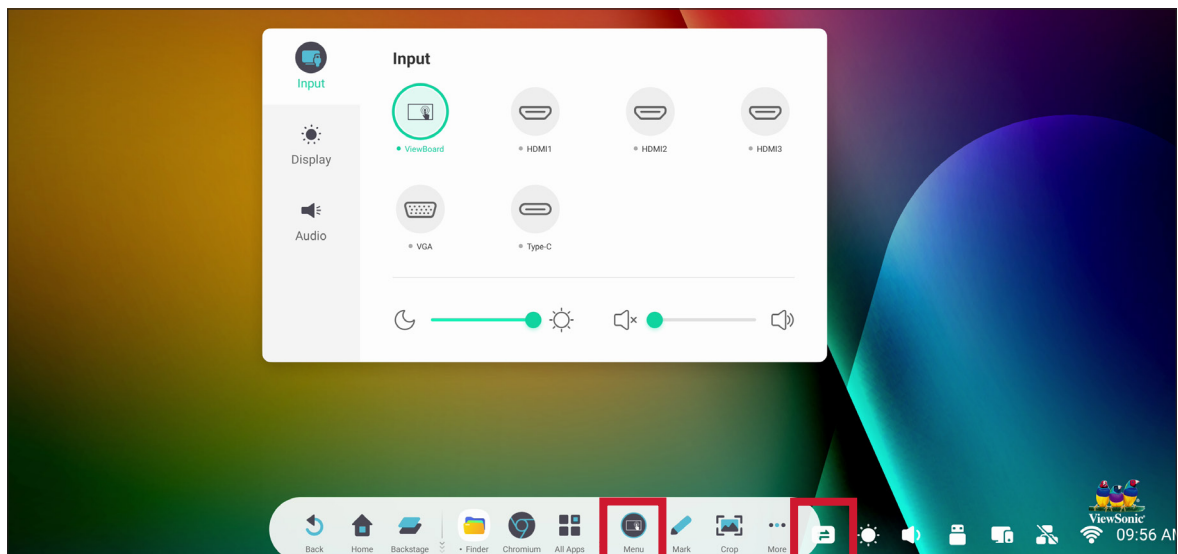 Input
Input
Display
Audio
ViewBoard
HDMI1
HDMI2
HDMI3
VGA
Type-C
Back
Home
Backstage
Finder
Chromium
All Apps
Menu
Mark
Crop
More
ViewSonic
09:56 AM